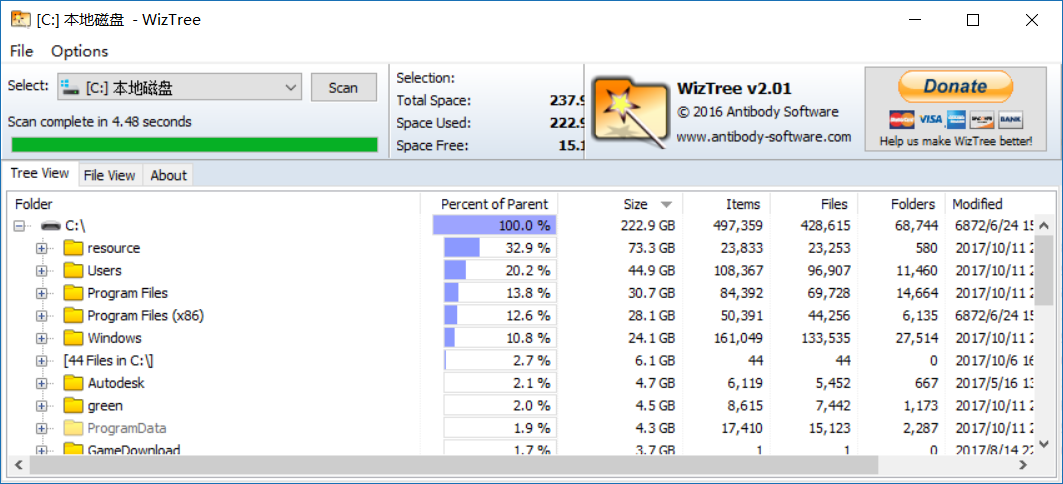 [C:] 本地磁盘 - WizTree
File Options
Select: [C:] 本地磁盘 Scan
Scan complete in 4.48 seconds
Selection:
Total Space: 237.9
Space Used: 222.9
Space Free: 15.1
WizTree v2.01
© 2016 Antibody Software
www.antibody-software.com
Donate
VISA BANK
Help us make WizTree better!
Tree View File View About
Folder Percent of Parent Size Items Files Folders Modified
C:\ 100.0 % 222.9 GB 497,359 428,615 68,744 6872/6/24 15
resource 32.9 % 73.3 GB 23,833 23,253 580 2017/10/11 2
Users 20.2 % 44.9 GB 108,367 96,907 11,460 2017/10/11 2
Program Files 13.8 % 30.7 GB 84,392 69,728 14,664 2017/10/11 2
Program Files (x86) 12.6 % 28.1 GB 50,391 44,256 6,135 6872/6/24 15
Windows 10.8 % 24.1 GB 161,049 133,535 27,514 2017/10/11 2
[44 Files in C:\] 2.7 % 6.1 GB 44 44 0 2017/10/6 16
Autodesk 2.1 % 4.7 GB 6,119 5,452 667 2017/5/16 13
green 2.0 % 4.5 GB 8,615 7,442 1,173 2017/10/11 2
ProgramData 1.9 % 4.3 GB 17,410 15,123 2,287 2017/10/11 2
GameDownload 1.7 % 3.7 GB 1 1 0 2017/8/14 22